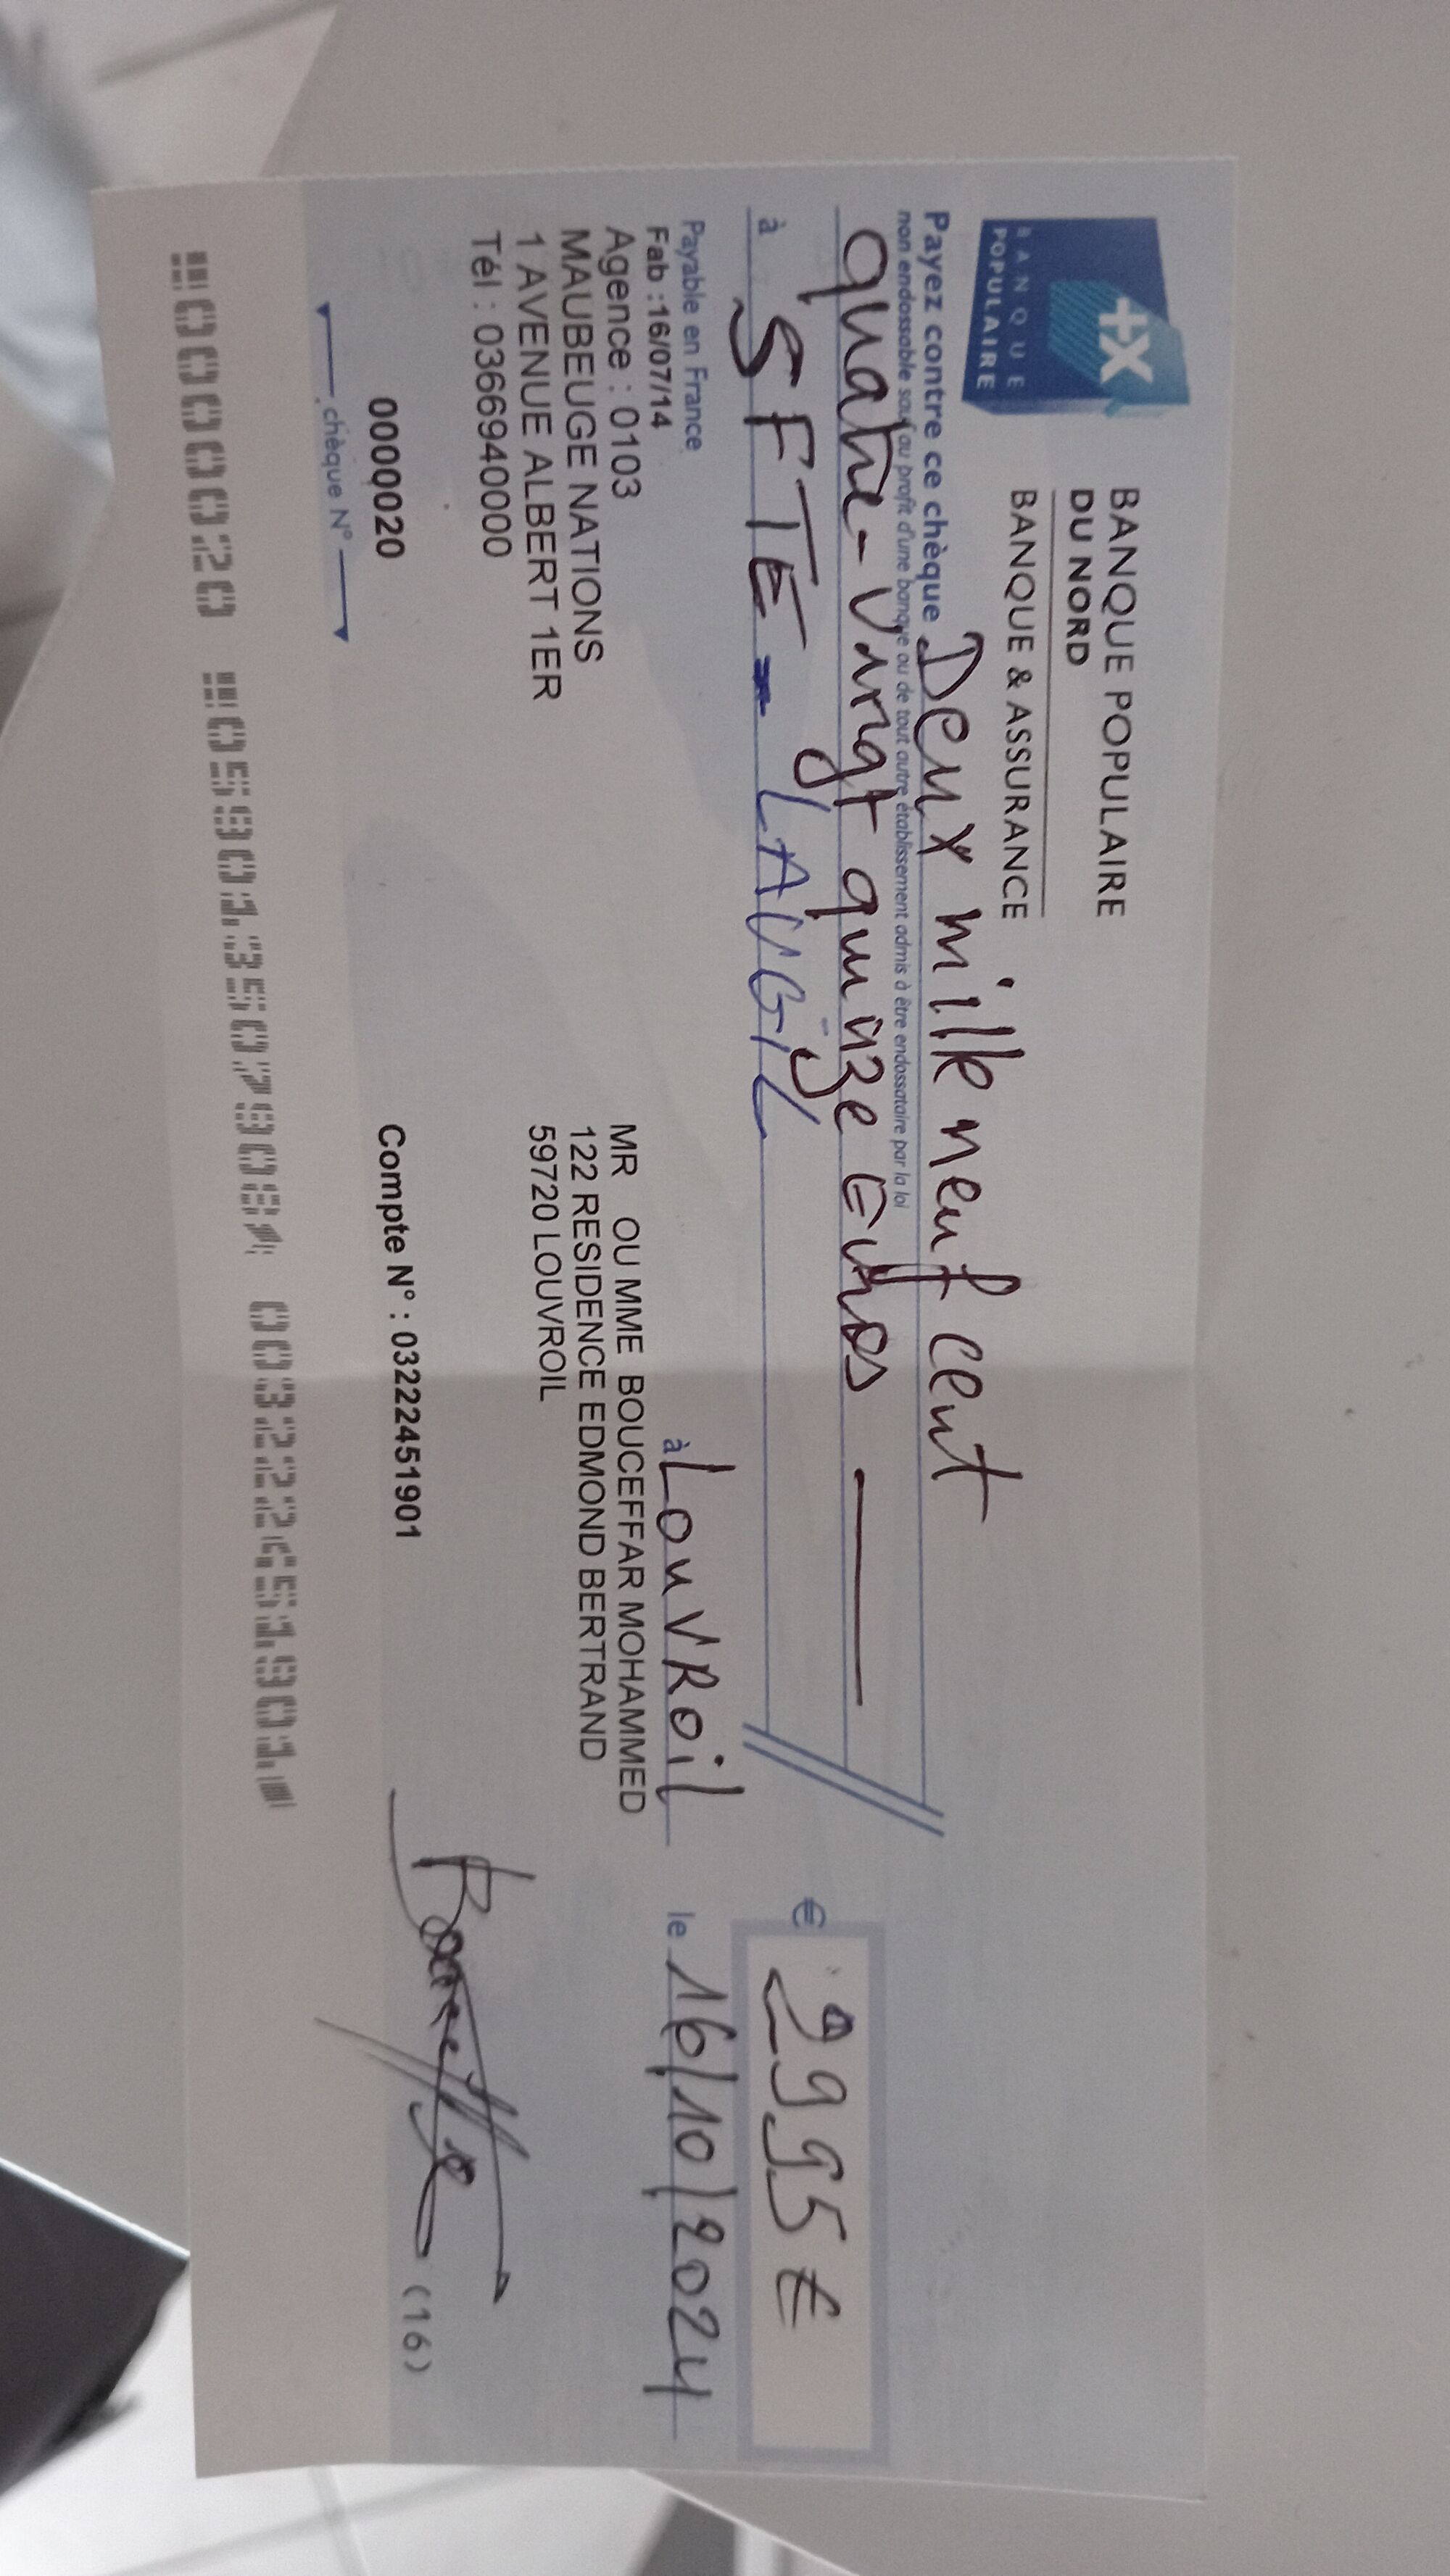 BANQUE POPULAIRE
DU NORD
BANQUE & ASSURANCE
+X
BANQUE
POPULAIRE
Payez contre ce chèque Deux mille neuf cent
non endossable sauf au profit d'une banque ou de tout autre établissement admis à être endossataire par la loi
quatre-vingt quinze Euros
à SFTE - LAUGIL
€ 2995 €
Payable en France
à LouVRoil
le 16/10/2024
Fab :16/07/14
Agence : 0103
MAUBEUGE NATIONS
1 AVENUE ALBERT 1ER
Tél : 0366940000
MR OU MME BOUCEFFAR MOHAMMED
122 RESIDENCE EDMOND BERTRAND
59720 LOUVROIL
0000020
chèque N°
Compte N° : 03222451901
(16)
0000020 059013507908 003222451901